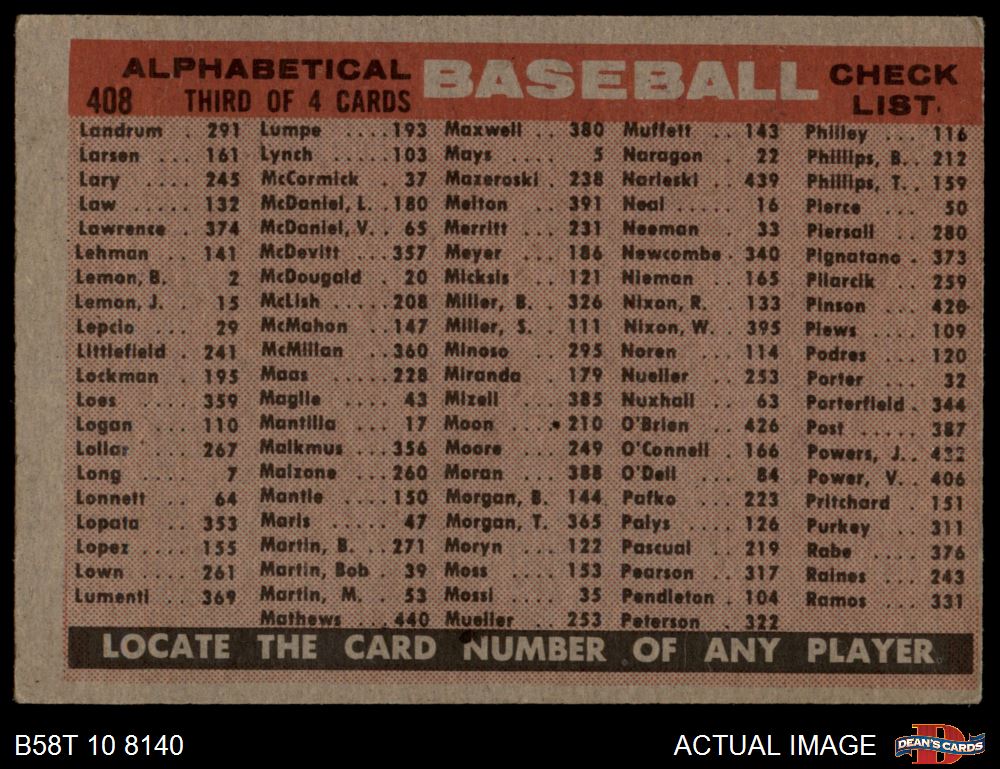 ALPHABETICAL BASEBALL CHECK
408 THIRD OF 4 CARDS LIST.
Landrum . 291 Lumpe ....193 Maxwell .. 380 Muffett .. 143 Philley ... 116
Larsen ... 161 Lynch .....103 Mays ..... 5 Naragon .. 22 Phillips, B.. 212
Lary .... 245 McCormick . 37 Mazeroski . 238 Narleski .. 439 Phillips, T.. 159
Law ..... 132 McDaniel, L. .180 Melton ... 391 Neal ..... 16 Pierce .... 50
Lawrence . 374 McDaniel, V. . 65 Merritt ... 231 Neeman ... 33 Piersall ... 280
Lehman ... 141 McDevitt ...357 Meyer .... 186 Newcombe . 340 Pignatano . 373
Lemon, B. 2 McDougald . 20 Micksis ... 121 Nieman ... 165 Pilarcik ... 259
Lemon, J. 15 McLish .....208 Miller, B. . 326 Nixon, R. 133 Pinson .... 420
Lepcio ... 29 McMahon ..147 Miller, S. . 111 Nixon, W. . 395 Plews .... 109
Littlefield . 241 McMillan ...360 Minoso ... 295 Noren .... 114 Podres ... 120
Lockman . 195 Maas .....228 Miranda .. 179 Nueller ... 253 Porter ... 32
Loes .... 359 Maglie .... 43 Mizell .... 385 Nuxhall ... 63 Porterfield . 344
Logan ... 110 Mantilla ... 17 Moon .... 210 O'Brien ... 426 Post ..... 387
Lollar ... 267 Malkmus ...356 Moore .... 249 O'Connell . 166 Powers, J.. 432
Long .... 7 Malzone ...260 Moran .... 388 O'Dell .... 84 Power, V. . 406
Lonnett .. 64 Mantle ....150 Morgan, B. 144 Pafko .... 223 Pritchard . 151
Lopata ... 353 Maris ..... 47 Morgan, T. 365 Palys .... 126 Purkey ... 311
Lopez .... 155 Martin, B. ..271 Moryn .... 122 Pascual ... 219 Rabe .... 376
Lown .... 261 Martin, Bob . 39 Moss .... 153 Pearson ... 317 Raines ... 243
Lumenti .. 369 Martin, M. . 53 Mossi .... 35 Pendleton . 104 Ramos ... 331
Mathews ...440 Mueller ... 253 Peterson .. 322
LOCATE THE CARD NUMBER OF ANY PLAYER
B58T 10 8140 ACTUAL IMAGE DEAN'S CARDS